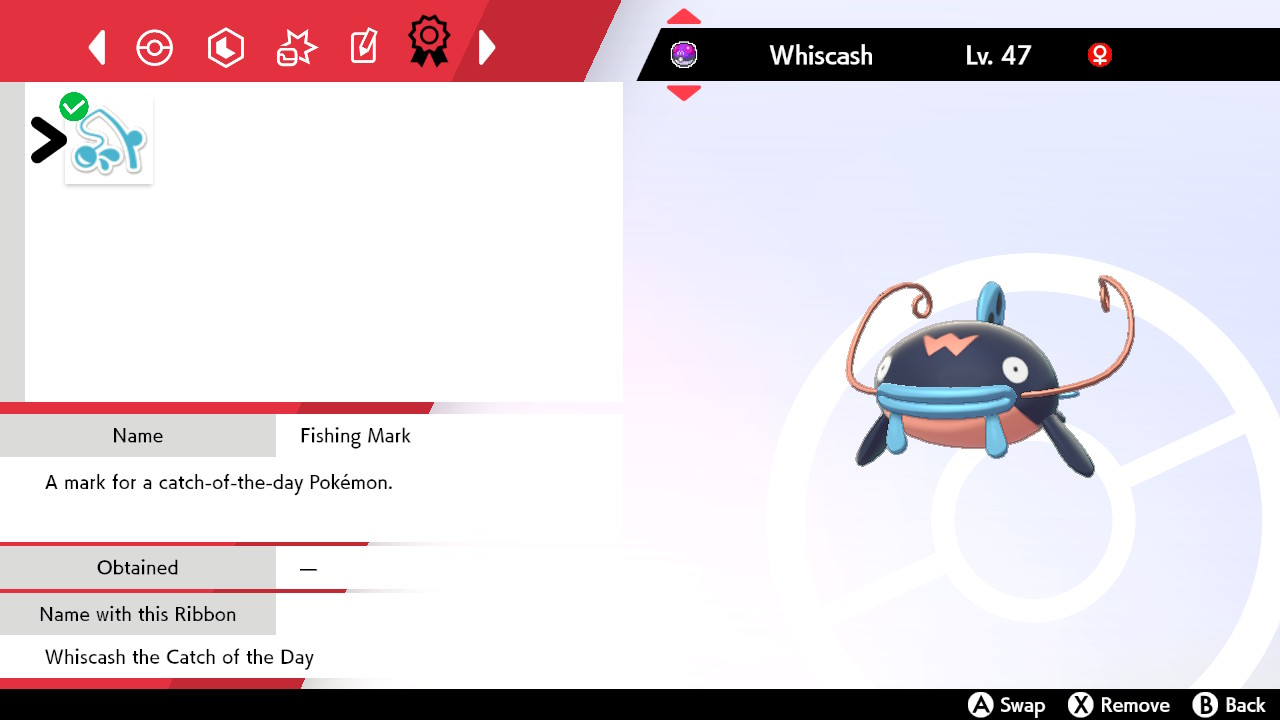 Whiscash Lv. 47
Name Fishing Mark
A mark for a catch-of-the-day Pokémon.
Obtained —
Name with this Ribbon
Whiscash the Catch of the Day
A Swap X Remove B Back